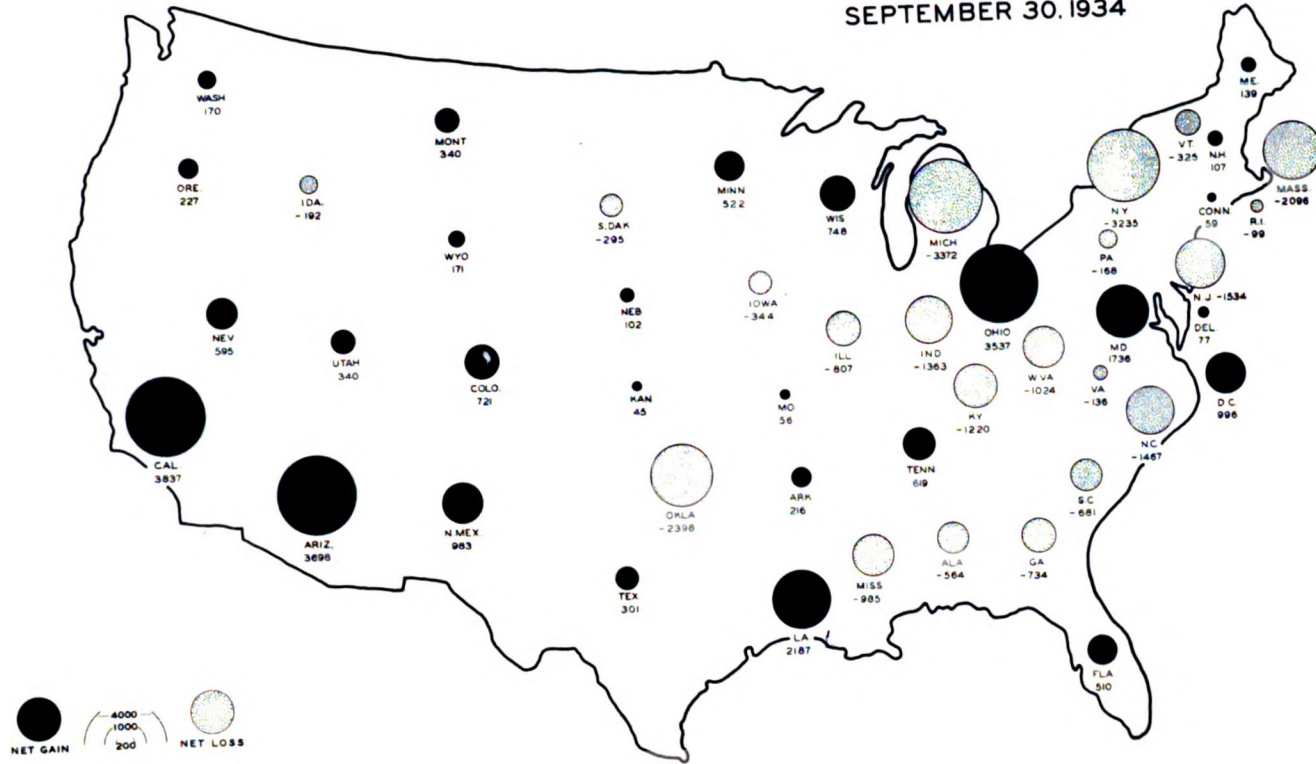 SEPTEMBER 30. 1934
WASH
170
MONT
340
ME.
139
VT.
-325
N.H.
107
MASS.
-2096
ORE.
227
IDA.
-192
MINN
522
WIS
748
S.DAK
-295
MICH
-3372
N Y
-3235
CONN.
59
R.I.
-99
WYO
171
PA
-168
NEB
102
IOWA
-344
N J. -1534
NEV
595
UTAH
340
COLO.
721
ILL
-807
IND
-1363
OHIO
3537
MD
1736
DEL.
77
W.VA
-1024
VA
-136
D.C.
996
KAN
45
MO
56
KY
-1220
N.C
-1467
CAL.
3837
TENN
619
ARIZ.
3698
N.MEX.
983
OKLA
-2398
ARK
216
S.C
-681
TEX
301
LA
2187
MISS
-985
ALA
-564
GA
-734
FLA
510
4000
1000
200
NET GAIN
NET LOSS